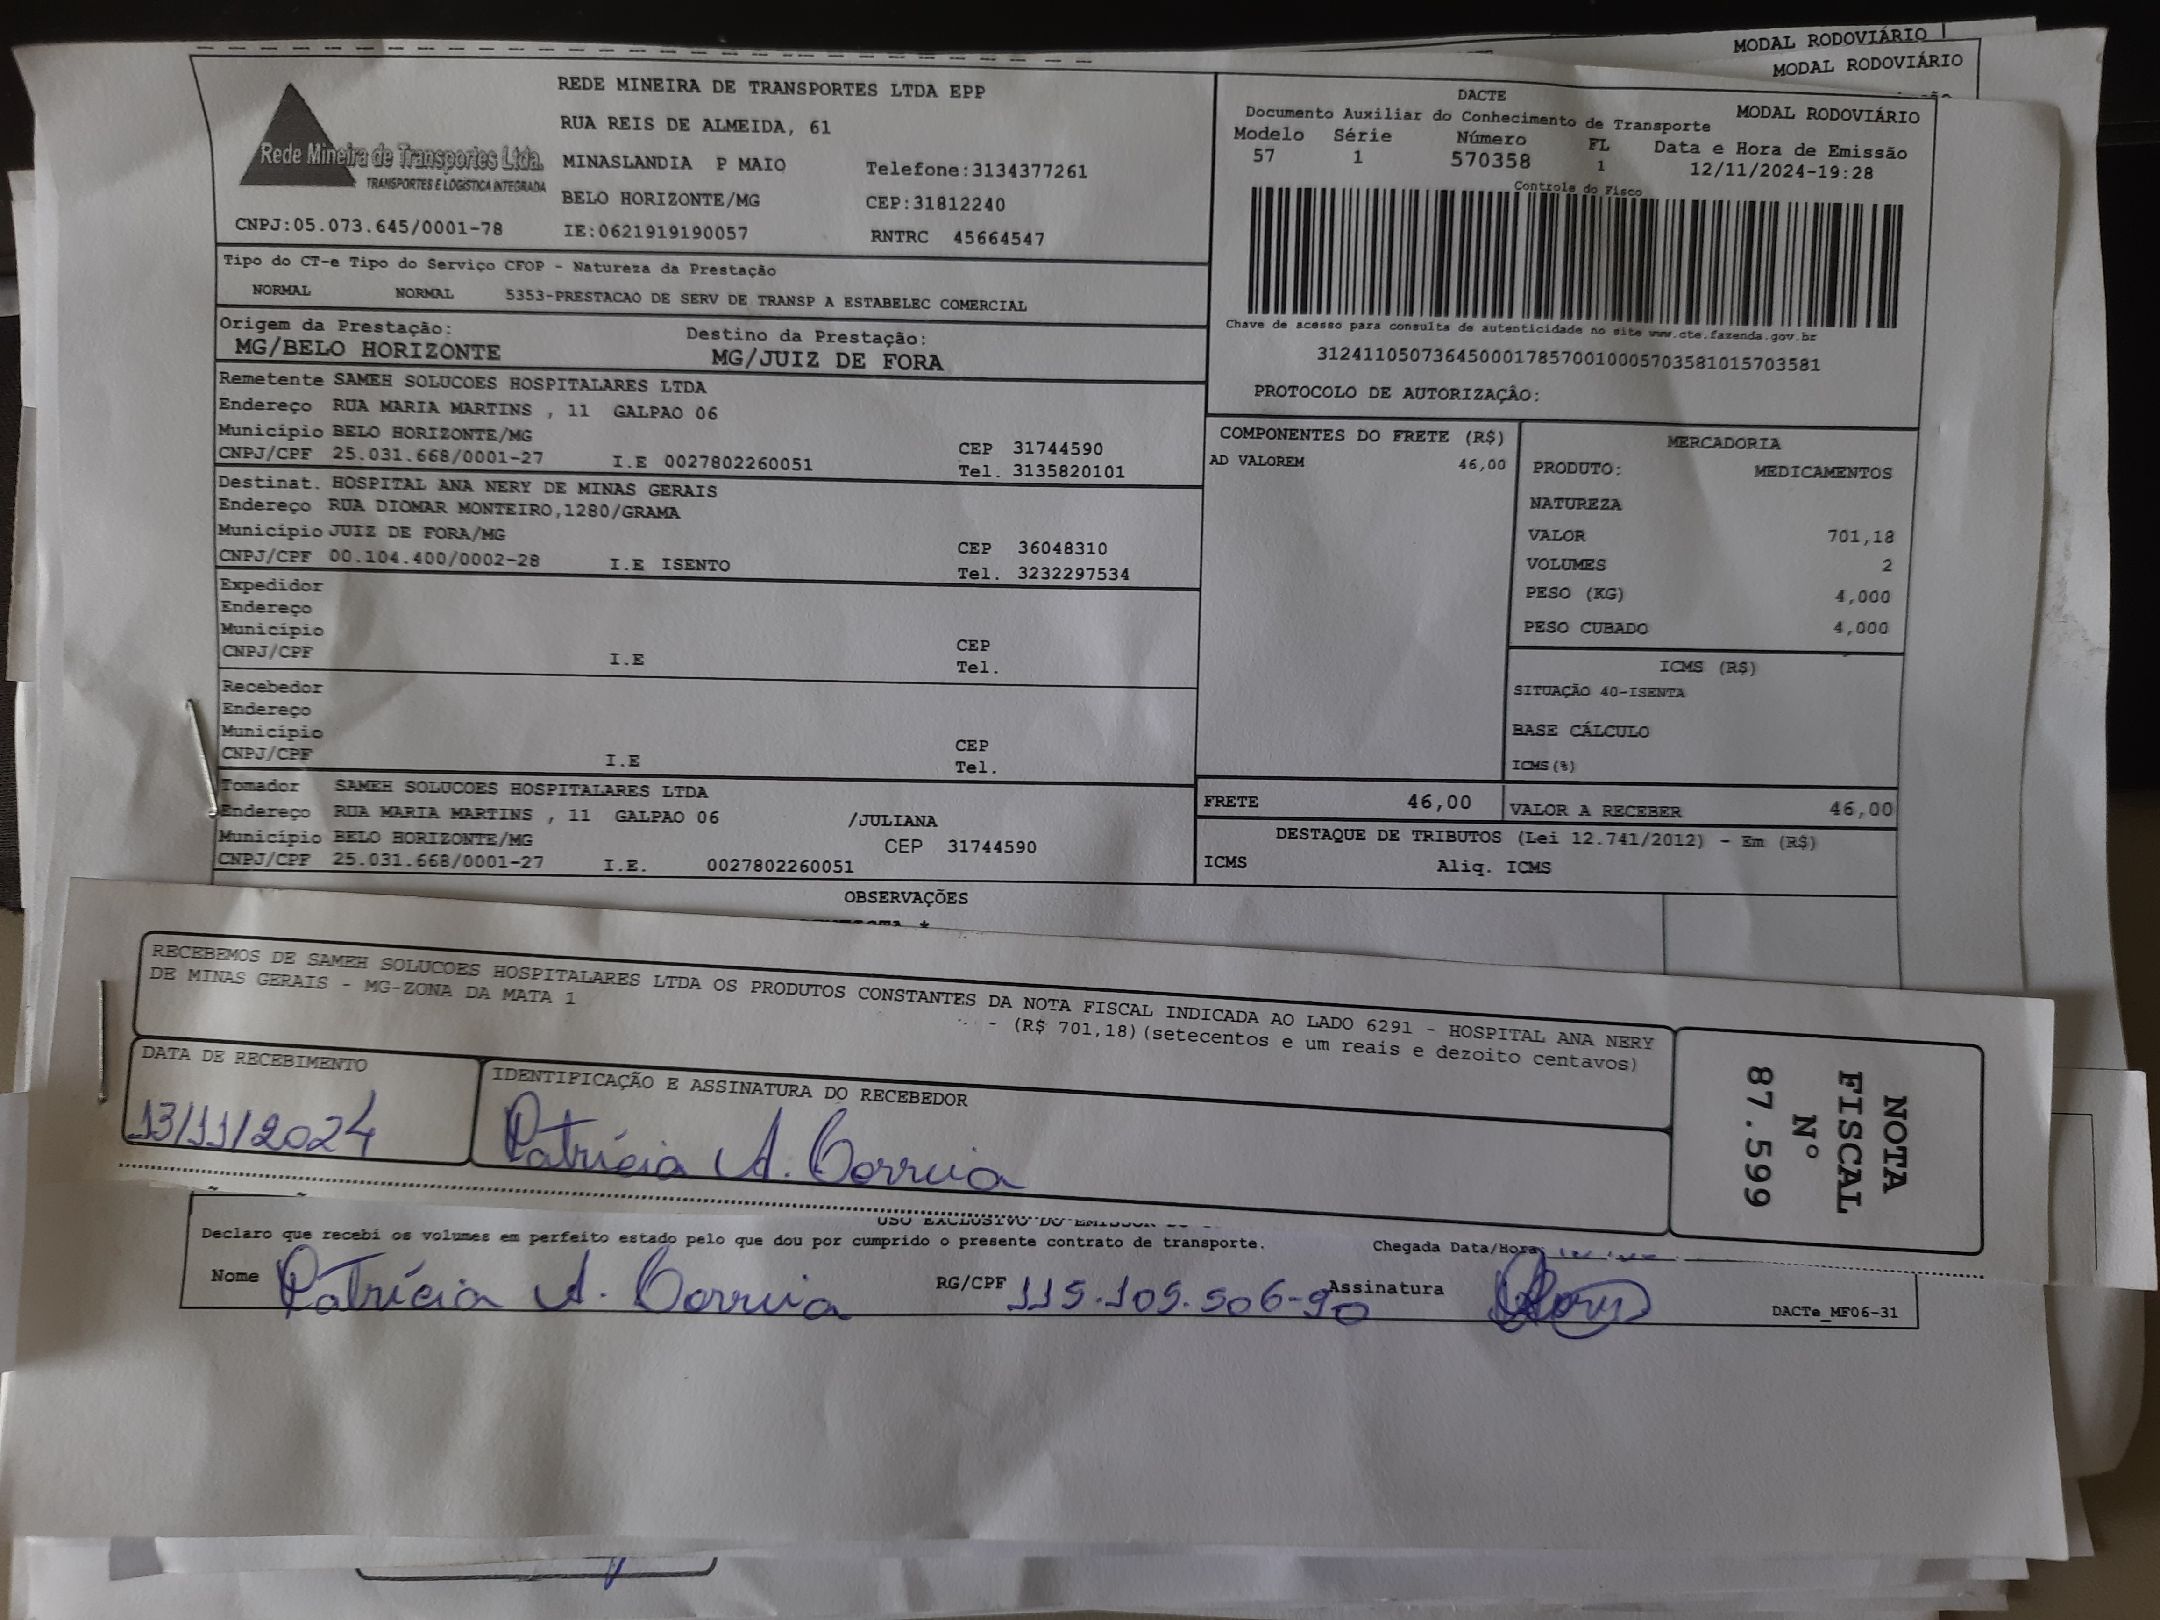 MODAL RODOVIÁRIO
MODAL RODOVIÁRIO
Rede Mineira de Transportes Ltda.
TRANSPORTES E LOGÍSTICA INTEGRADA
REDE MINEIRA DE TRANSPORTES LTDA EPP
RUA REIS DE ALMEIDA, 61
MINASLANDIA P MAIO Telefone:3134377261
BELO HORIZONTE/MG CEP:31812240
CNPJ:05.073.645/0001-78 IE:0621919190057 RNTRC 45664547
DACTE
Documento Auxiliar do Conhecimento de Transporte MODAL RODOVIÁRIO
Modelo Série Número FL Data e Hora de Emissão
57 1 570358 1 12/11/2024-19:28
Controle do Fisco
Chave de acesso para consulta de autenticidade no site www.cte.fazenda.gov.br
31241105073645000178570010005703581015703581
PROTOCOLO DE AUTORIZAÇÃO:
Tipo do CT-e Tipo do Serviço CFOP - Natureza da Prestação
NORMAL NORMAL 5353-PRESTACAO DE SERV DE TRANSP A ESTABELEC COMERCIAL
Origem da Prestação: Destino da Prestação:
MG/BELO HORIZONTE MG/JUIZ DE FORA
Remetente SAMEH SOLUCOES HOSPITALARES LTDA
Endereço RUA MARIA MARTINS , 11 GALPAO 06
Município BELO HORIZONTE/MG CEP 31744590
CNPJ/CPF 25.031.668/0001-27 I.E 0027802260051 Tel. 3135820101
Destinat. HOSPITAL ANA NERY DE MINAS GERAIS
Endereço RUA DIOMAR MONTEIRO,1280/GRAMA
Município JUIZ DE FORA/MG CEP 36048310
CNPJ/CPF 00.104.400/0002-28 I.E ISENTO Tel. 3232297534
Expedidor
Endereço
Município CEP
CNPJ/CPF I.E Tel.
Recebedor
Endereço
Município CEP
CNPJ/CPF I.E Tel.
Tomador SAMEH SOLUCOES HOSPITALARES LTDA
Endereço RUA MARIA MARTINS , 11 GALPAO 06 /JULIANA
Município BELO HORIZONTE/MG CEP 31744590
CNPJ/CPF 25.031.668/0001-27 I.E. 0027802260051
COMPONENTES DO FRETE (R$)
AD VALOREM 46,00
MERCADORIA
PRODUTO: MEDICAMENTOS
NATUREZA
VALOR 701,18
VOLUMES 2
PESO (KG) 4,000
PESO CUBADO 4,000
ICMS (R$)
SITUAÇÃO 40-ISENTA
BASE CÁLCULO
ICMS(%)
FRETE 46,00 VALOR A RECEBER 46,00
DESTAQUE DE TRIBUTOS (Lei 12.741/2012) - Em (R$)
ICMS Aliq. ICMS
OBSERVAÇÕES
RECEBEMOS DE SAMEH SOLUCOES HOSPITALARES LTDA OS PRODUTOS CONSTANTES DA NOTA FISCAL INDICADA AO LADO 6291 - HOSPITAL ANA NERY
DE MINAS GERAIS - MG-ZONA DA MATA 1 - (R$ 701,18)(setecentos e um reais e dezoito centavos)
DATA DE RECEBIMENTO
13/11/2024
IDENTIFICAÇÃO E ASSINATURA DO RECEBEDOR
Patrícia A. Correia
NOTA
FISCAL
Nº
87.599
USO EXCLUSIVO DO EMISSOR
Declaro que recebi os volumes em perfeito estado pelo que dou por cumprido o presente contrato de transporte. Chegada Data/Hora
Nome Patrícia A. Correia RG/CPF 115.105.506-90 Assinatura
DACTe_MF06-31